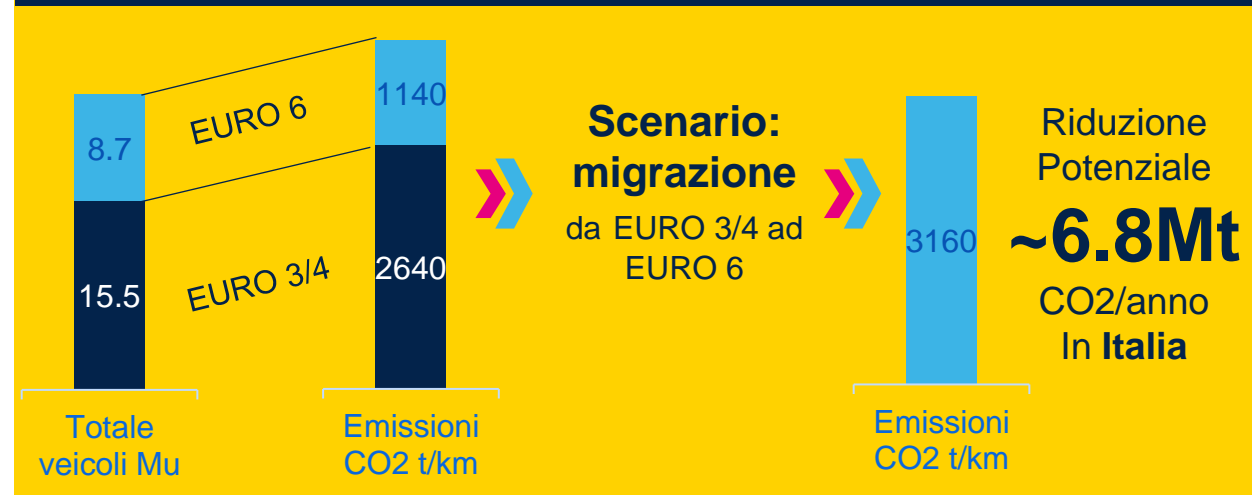 8.7
15.5
Totale
veicoli Mu
EURO 6
EURO 3/4
1140
2640
Emissioni
CO2 t/km
Scenario:
migrazione
da EURO 3/4 ad
EURO 6
3160
Emissioni
CO2 t/km
Riduzione
Potenziale
~6.8Mt
CO2/anno
In Italia